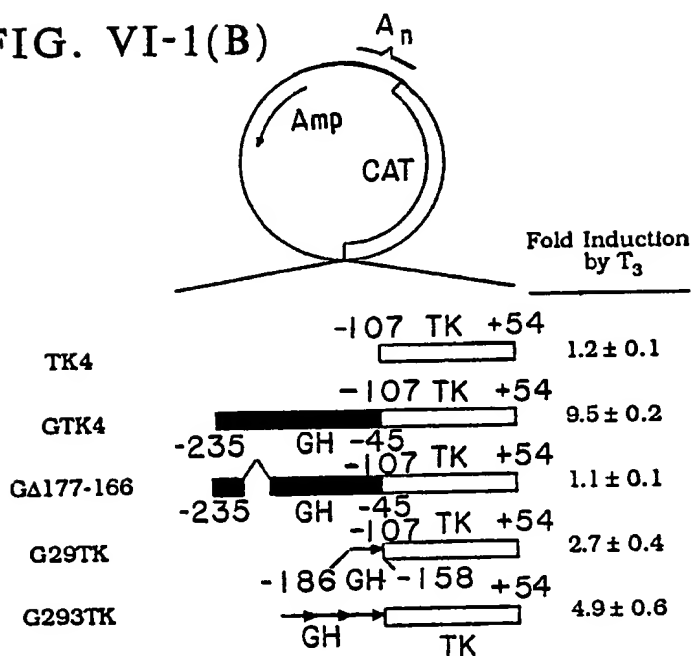 FIG. VI-1(B)
An
Amp
CAT
Fold Induction
by T3
-107 TK +54
TK4
1.2 ± 0.1
-107 TK +54
GTK4
9.5 ± 0.2
-235 GH -45
-107 TK +54
GΔ177-166
1.1 ± 0.1
-235 GH -45
-107 TK +54
G29TK
2.7 ± 0.4
-186 GH -158
+54
G293TK
4.9 ± 0.6
GH TK